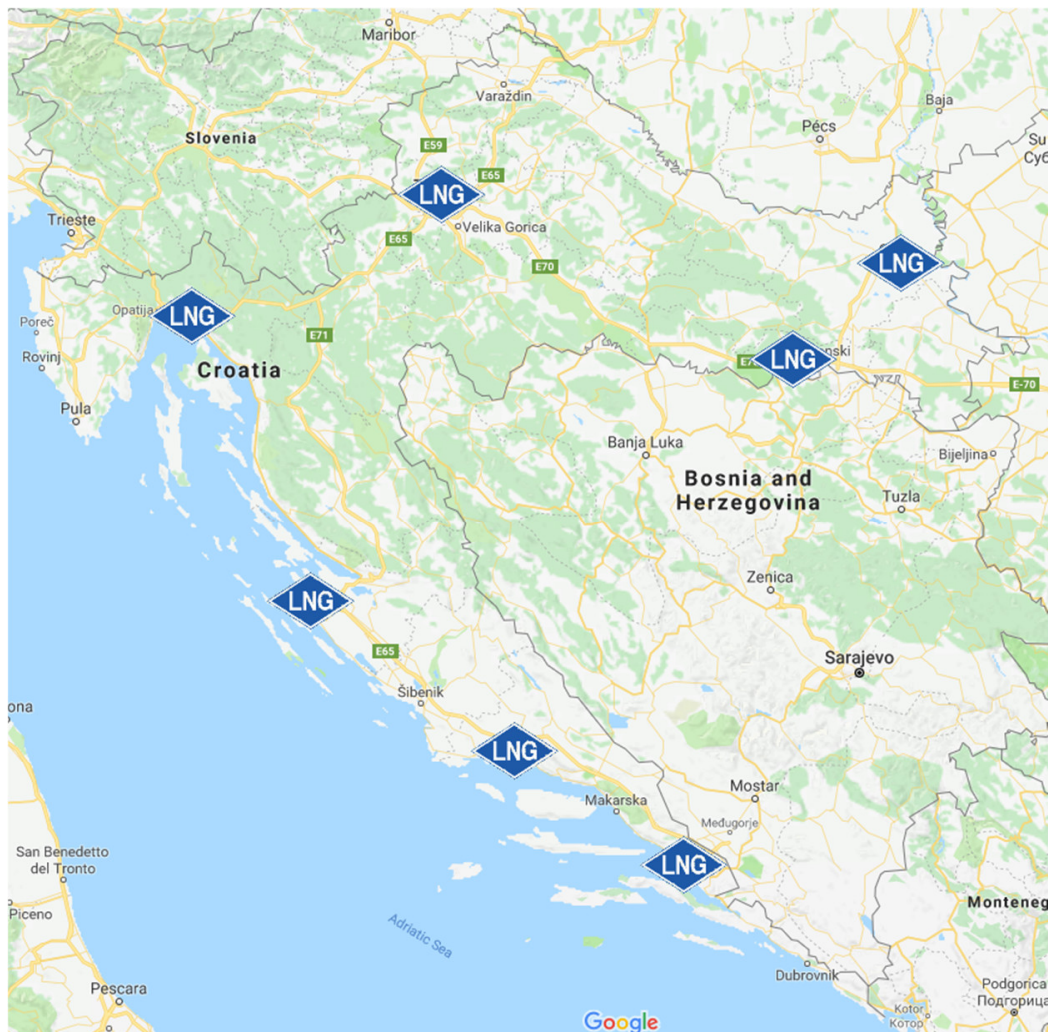 Maribor
Varaždin
Baja
Pécs
Slovenia
E59
E65
Su
Суб
LNG
Trieste
Velika Gorica
E65
E70
LNG
Opatija
LNG
Poreč
Rovinj
E71
Croatia
LNG
nski
E-70
Pula
Banja Luka
Bijeljina
Bosnia and
Herzegovina
Tuzla
Zenica
LNG
E65
Sarajevo
Šibenik
ona
LNG
Mostar
Makarska
Međugorje
LNG
San Benedetto
del Tronto
Piceno
Adriatic Sea
Monteneg
Dubrovnik
Pescara
Podgorica
Подгорица
Kotor
Котор
Google